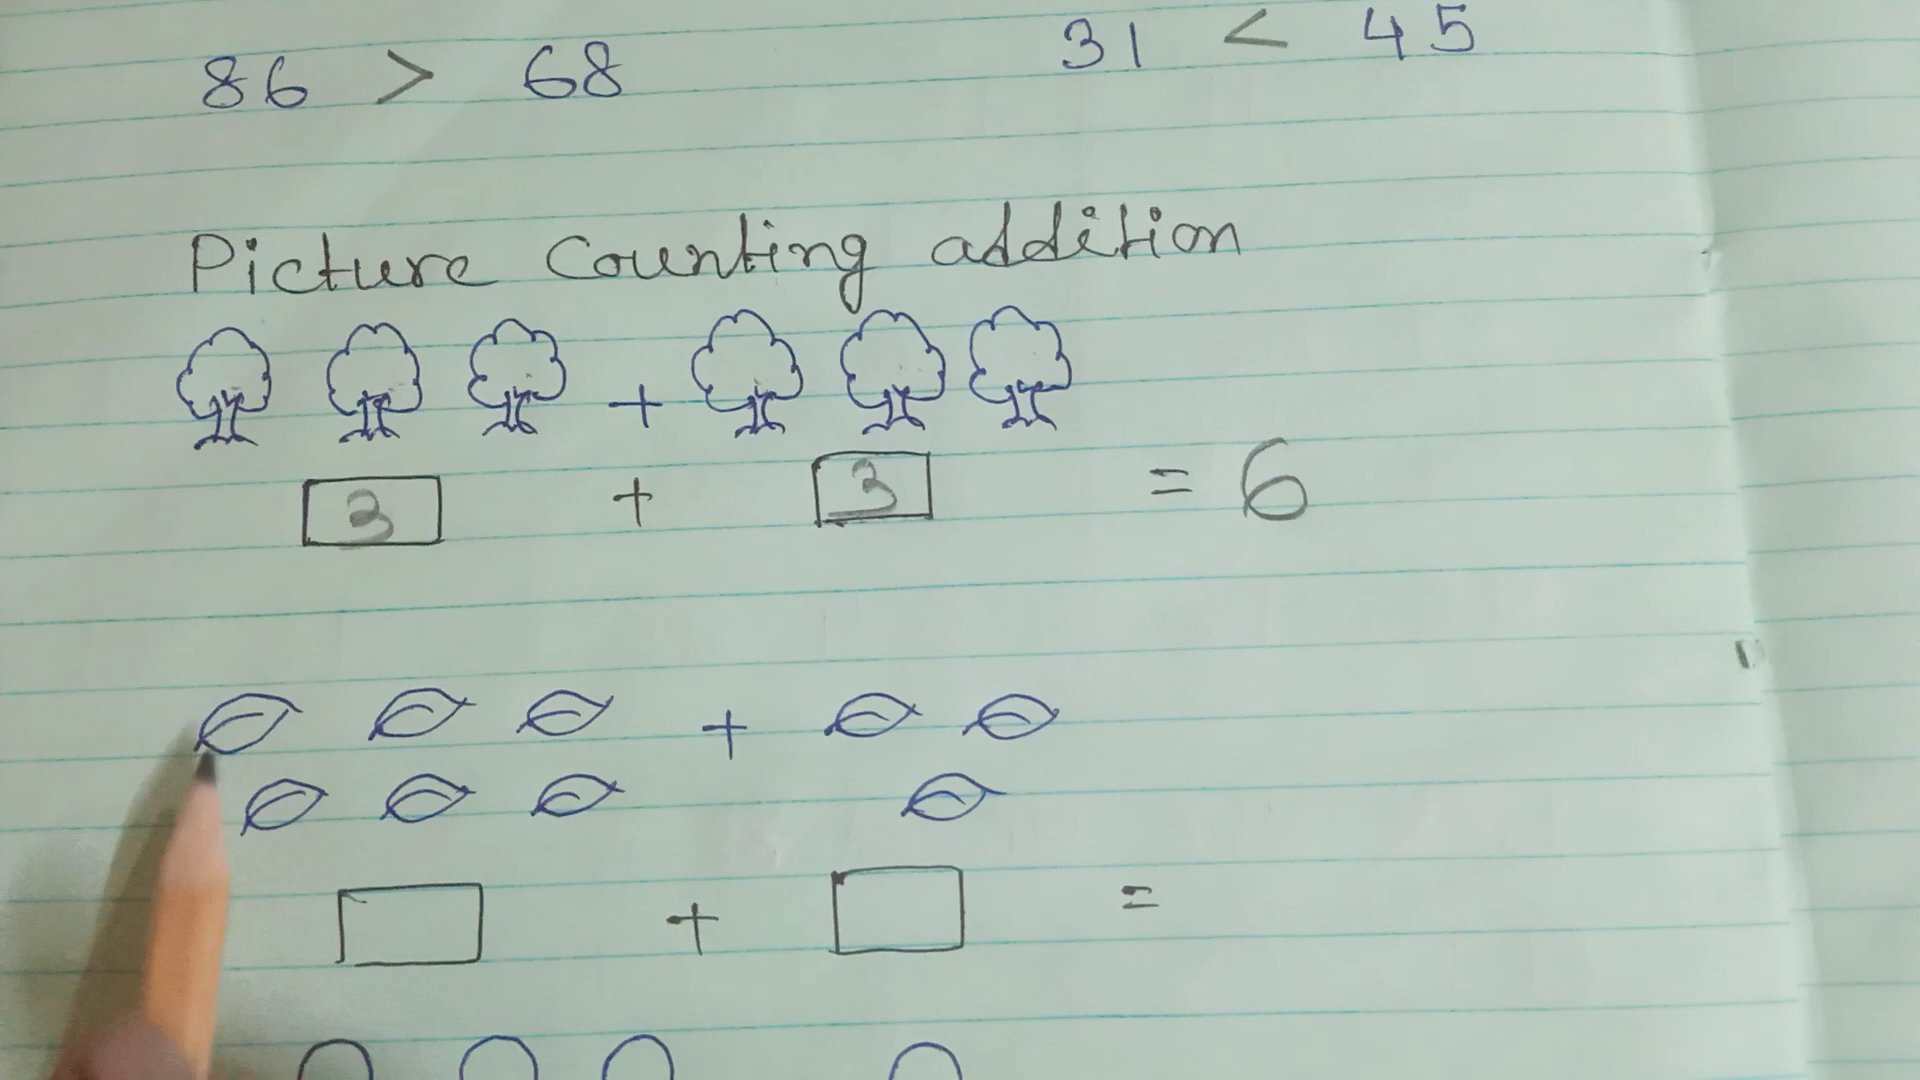 86 > 68 31 < 45
Picture Counting addition
+
3 + 3 = 6
+
+ =